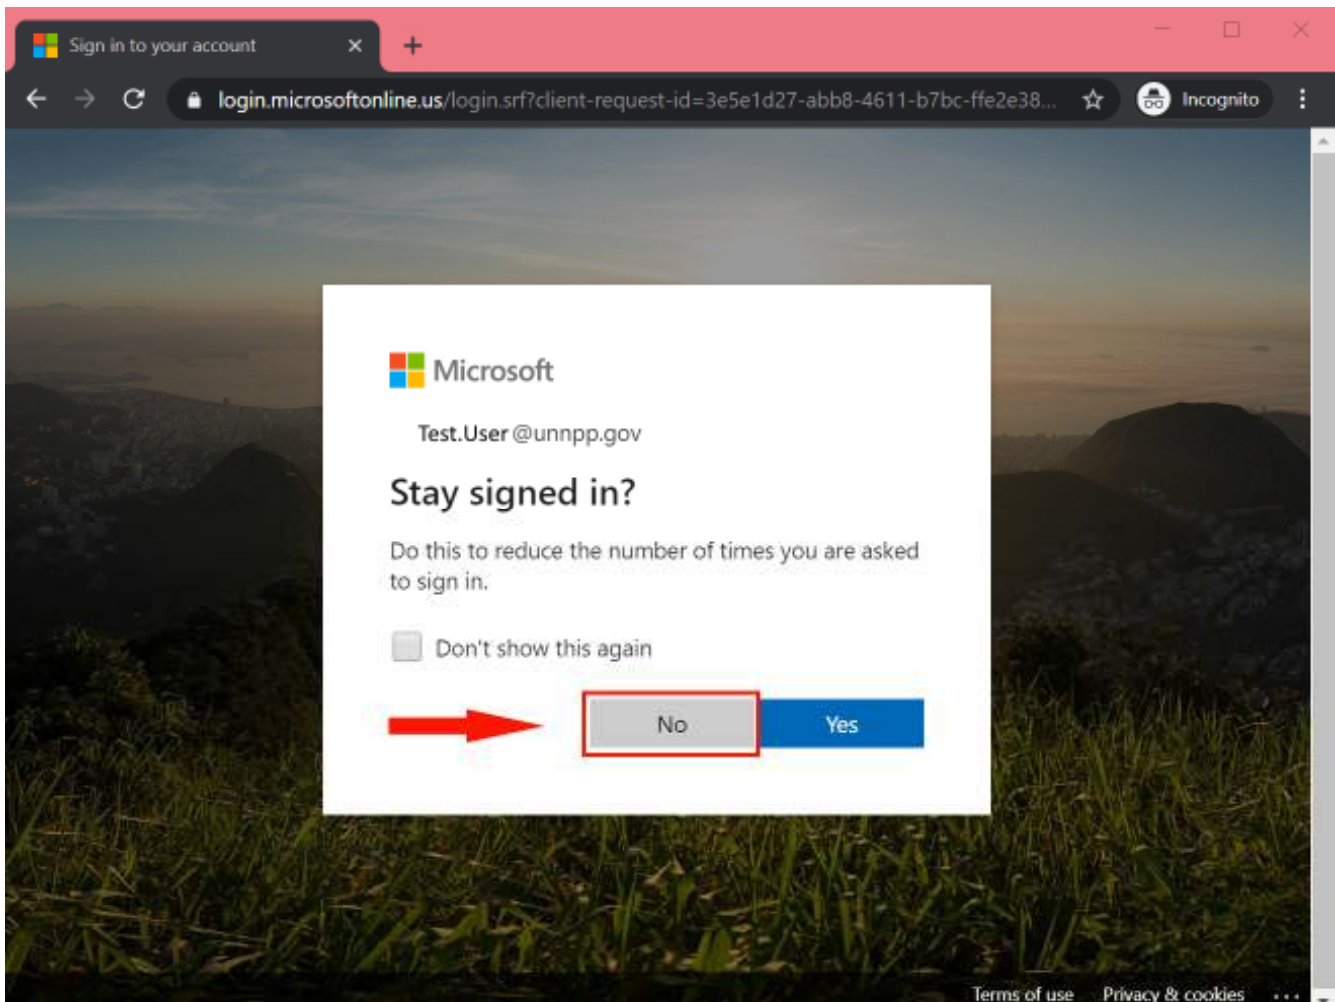 Sign in to your account
login.microsoftonline.us/login.srf?client-request-id=3e5e1d27-abb8-4611-b7bc-ffe2e38...
Incognito
Microsoft
Test.User @unnpp.gov
Stay signed in?
Do this to reduce the number of times you are asked
to sign in.
Don't show this again
No Yes
Terms of use Privacy & cookies ...